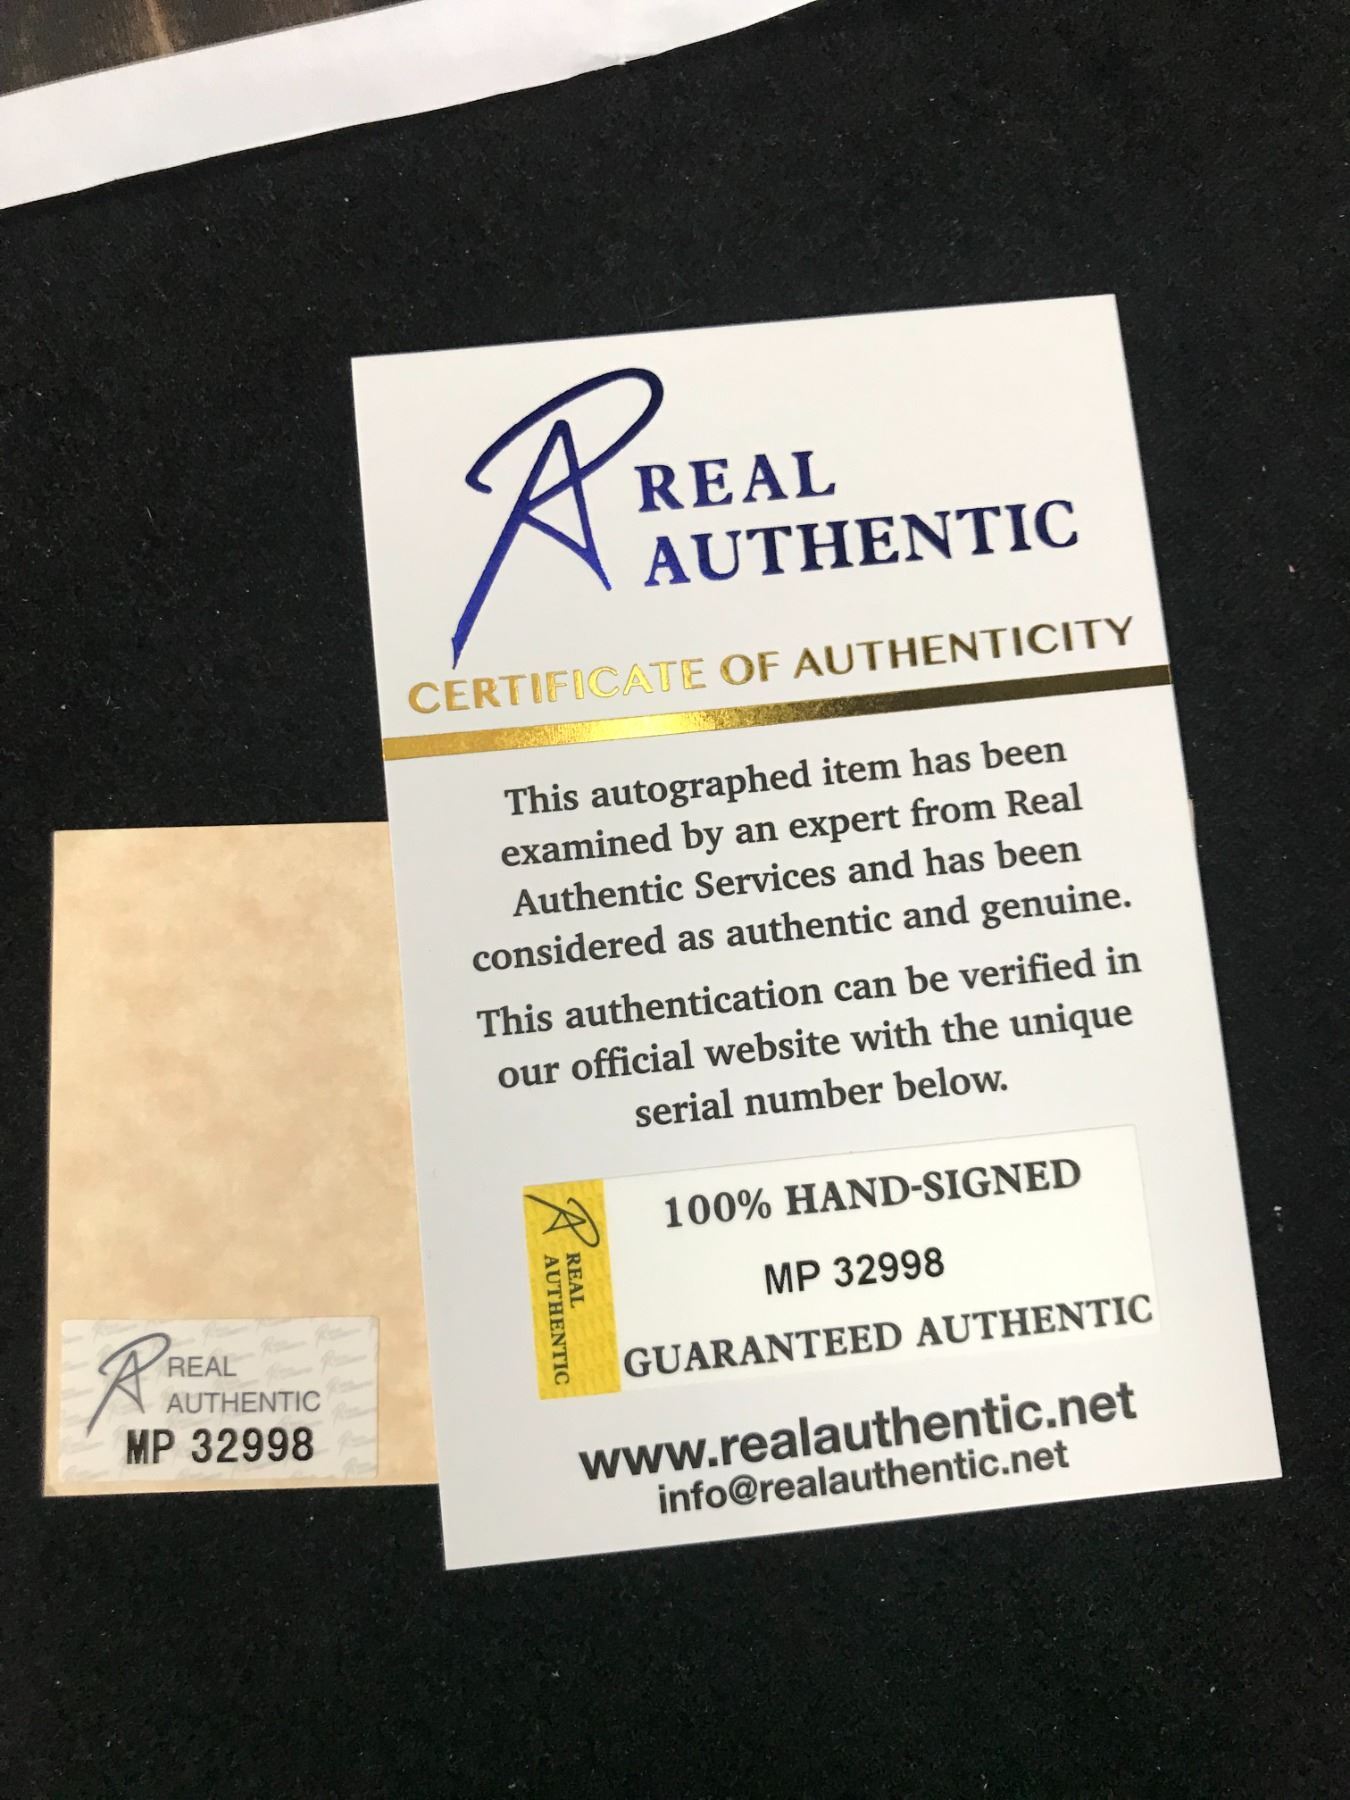 REAL
AUTHENTIC
CERTIFICATE OF AUTHENTICITY
This autographed item has been
examined by an expert from Real
Authentic Services and has been
considered as authentic and genuine.
This authentication can be verified in
our official website with the unique
serial number below.
REAL
AUTHENTIC
100% HAND-SIGNED
MP 32998
GUARANTEED AUTHENTIC
www.realauthentic.net
info@realauthentic.net
REAL
AUTHENTIC
MP 32998